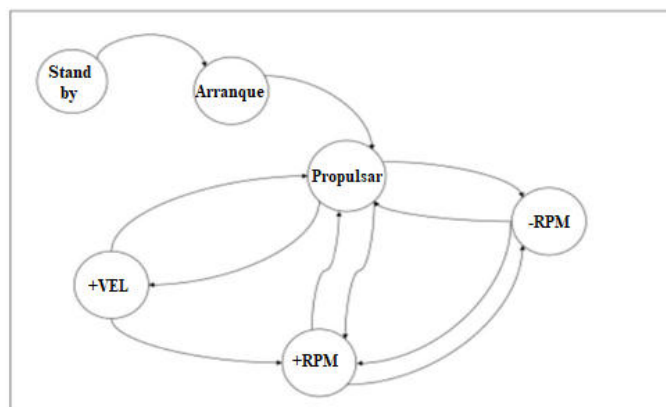 Stand
by
Arranque
Propulsar
-RPM
+VEL
+RPM